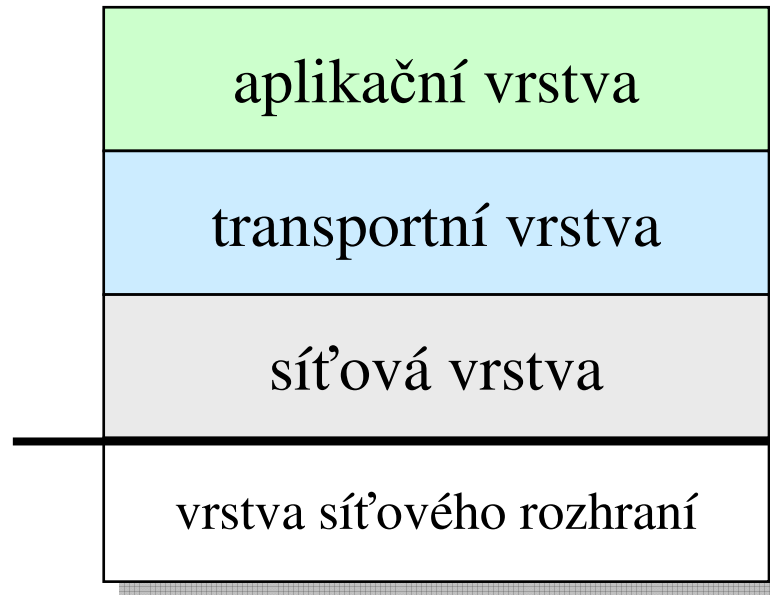 aplikační vrstva
transportní vrstva
síťová vrstva
vrstva síťového rozhraní